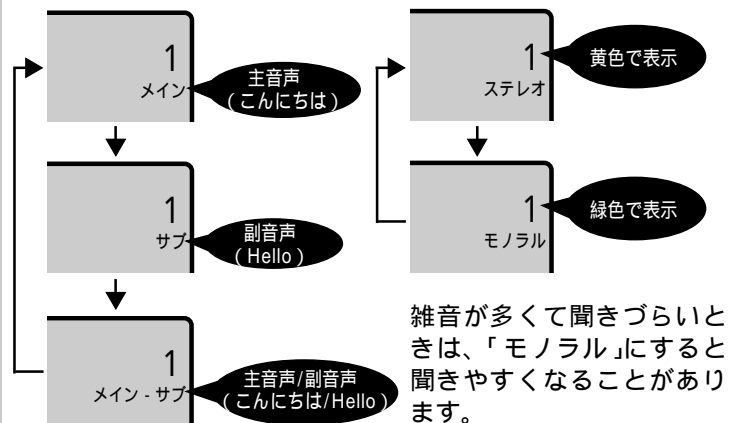 1
メイン
主音声
(こんにちは)
1
サブ
副音声
(Hello)
1
メイン - サブ
主音声/副音声
(こんにちは/Hello)
1
ステレオ
黄色で表示
1
モノラル
緑色で表示
雑音が多くて聞きづらいと
きは、「モノラル」にすると
聞きやすくなることがあり
ます。